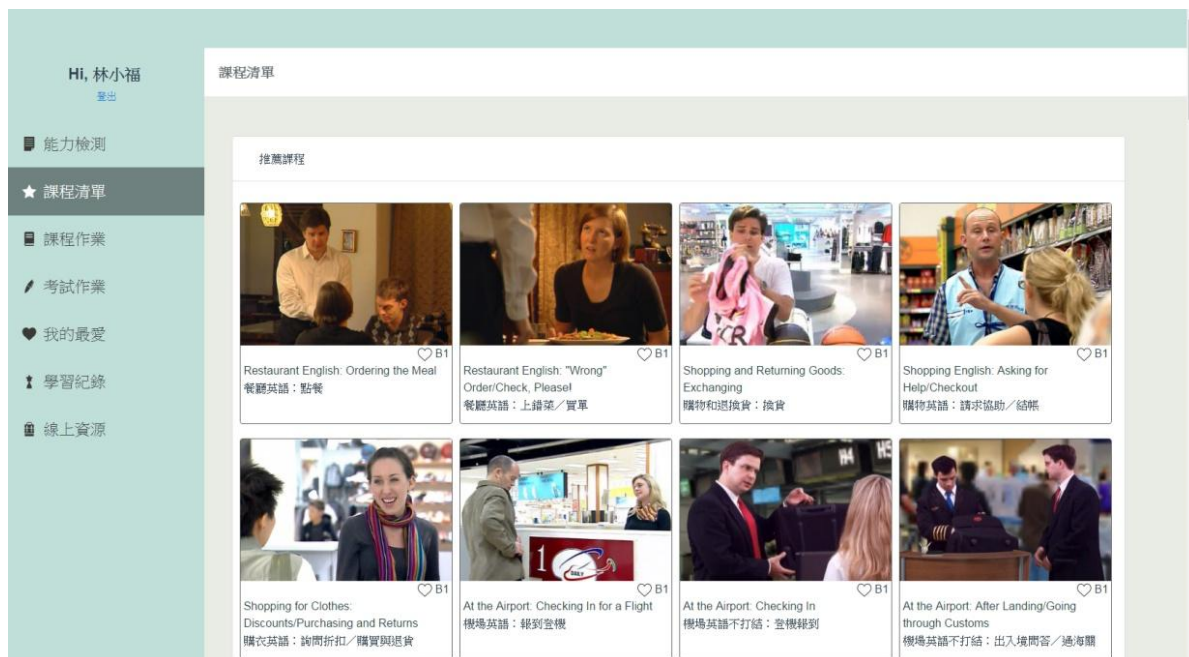 Hi, 林小福
登出
能力檢測
課程清單
課程作業
考試作業
我的最愛
學習紀錄
線上資源
課程清單
推薦課程
B1
Restaurant English: Ordering the Meal
餐廳英語：點餐
B1
Restaurant English: "Wrong"
Order/Check, Please!
餐廳英語：上錯菜／買單
CR
B1
Shopping and Returning Goods:
Exchanging
購物和退換貨：換貨
B1
Shopping English: Asking for
Help/Checkout
購物英語：請求協助／結帳
B1
Shopping for Clothes:
Discounts/Purchasing and Returns
購衣英語：詢問折扣／購買與退貨
1
DAILY
B1
At the Airport: Checking In for a Flight
機場英語：報到登機
H4
H5
B1
At the Airport: Checking In
機場英語不打結：登機報到
B1
At the Airport: After Landing/Going
through Customs
機場英語不打結：出入境問答／通海關